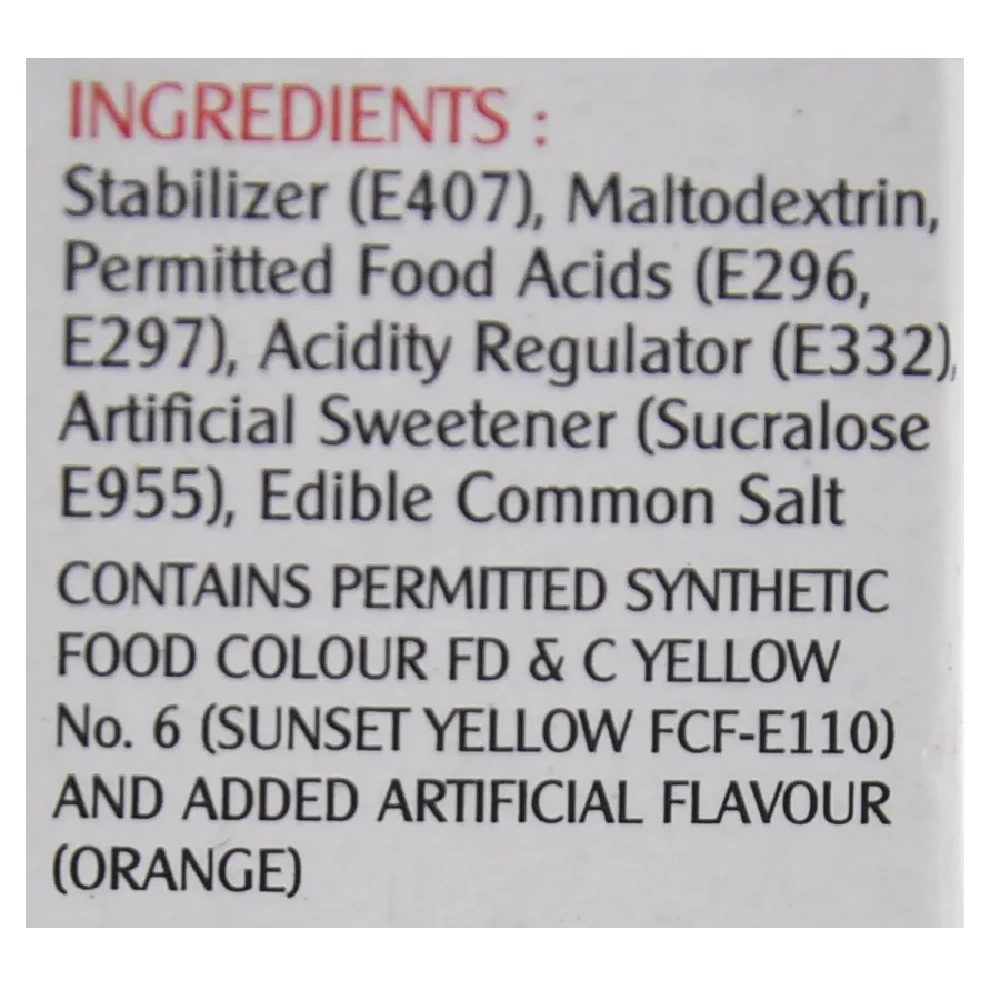 INGREDIENTS :
Stabilizer (E407), Maltodextrin,
Permitted Food Acids (E296,
E297), Acidity Regulator (E332),
Artificial Sweetener (Sucralose
E955), Edible Common Salt
CONTAINS PERMITTED SYNTHETIC
FOOD COLOUR FD & C YELLOW
No. 6 (SUNSET YELLOW FCF-E110)
AND ADDED ARTIFICIAL FLAVOUR
(ORANGE)